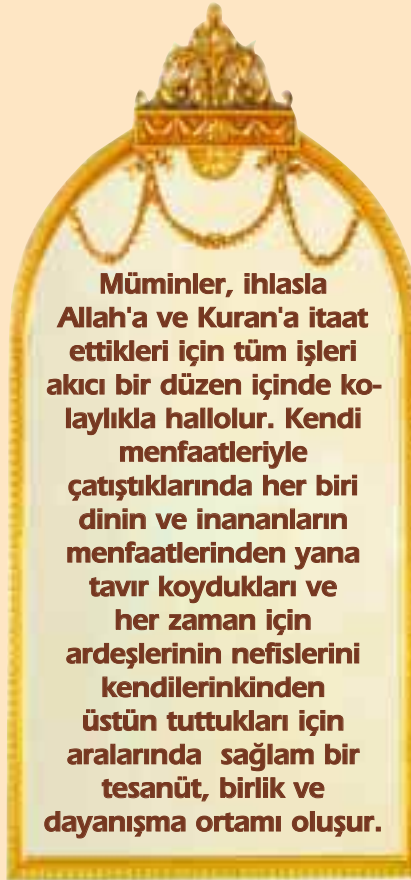 Müminler, ihlasla
Allah'a ve Kuran'a itaat
ettikleri için tüm işleri
akıcı bir düzen içinde ko-
laylıkla hallolur. Kendi
menfaatleriyle
çatıştıklarında her biri
dinin ve inananların
menfaatlerinden yana
tavır koydukları ve
her zaman için
ardeşlerinin nefislerini
kendilerinkinden
üstün tuttukları için
aralarında sağlam bir
tesanüt, birlik ve
dayanışma ortamı oluşur.